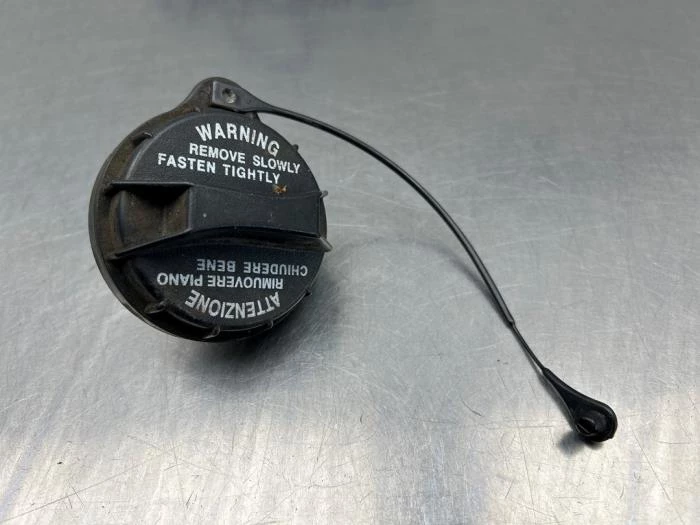 WARNING
REMOVE SLOWLY
FASTEN TIGHTLY
ATTENZIONE
RIMUOVERE PIANO
CHIUDERE BENE